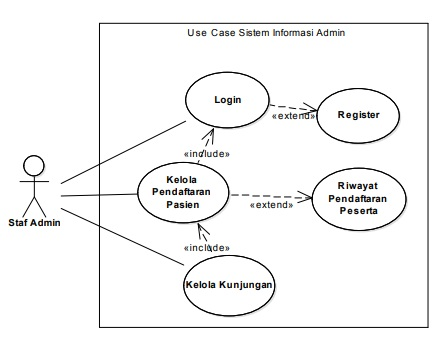 Use Case Sistem Informasi Admin
Login
«extend»
Register
«include»
Kelola
Pendaftaran
Pasien
«extend»
Riwayat
Pendaftaran
Peserta
Staf Admin
«include»
Kelola Kunjungan